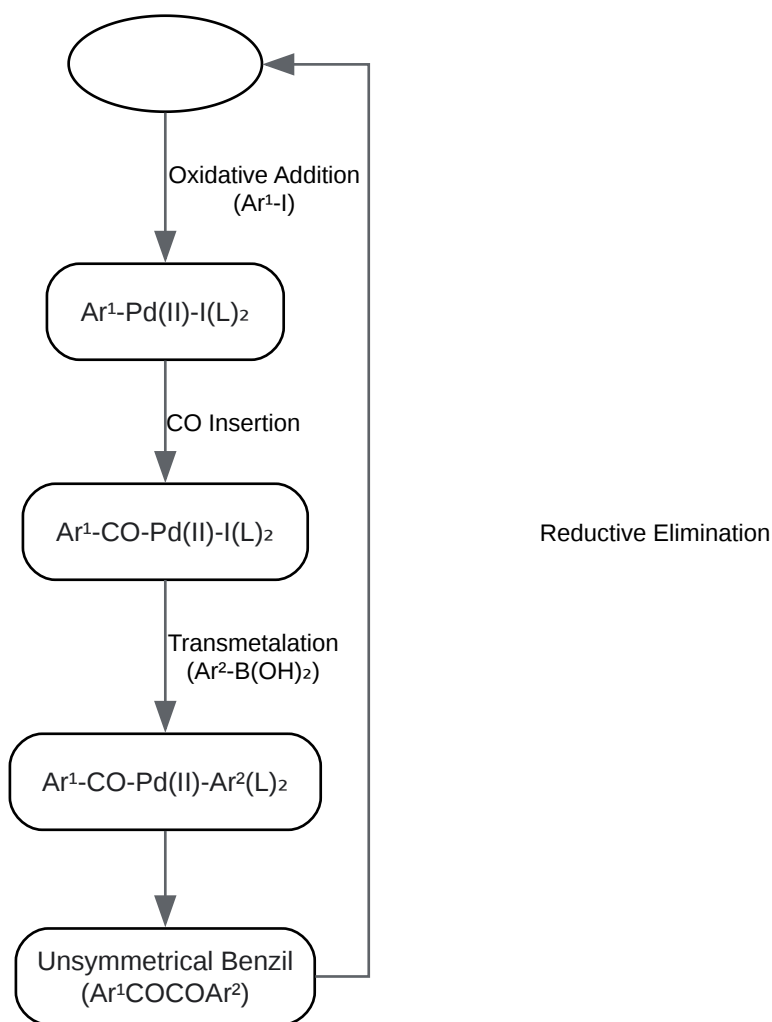 Oxidative Addition
(Ar¹-I)
Ar¹-Pd(II)-I(L)₂
CO Insertion
Ar¹-CO-Pd(II)-I(L)₂
Reductive Elimination
Transmetalation
(Ar²-B(OH)₂)
Ar¹-CO-Pd(II)-Ar²(L)₂
Unsymmetrical Benzil
(Ar¹COCOAr²)